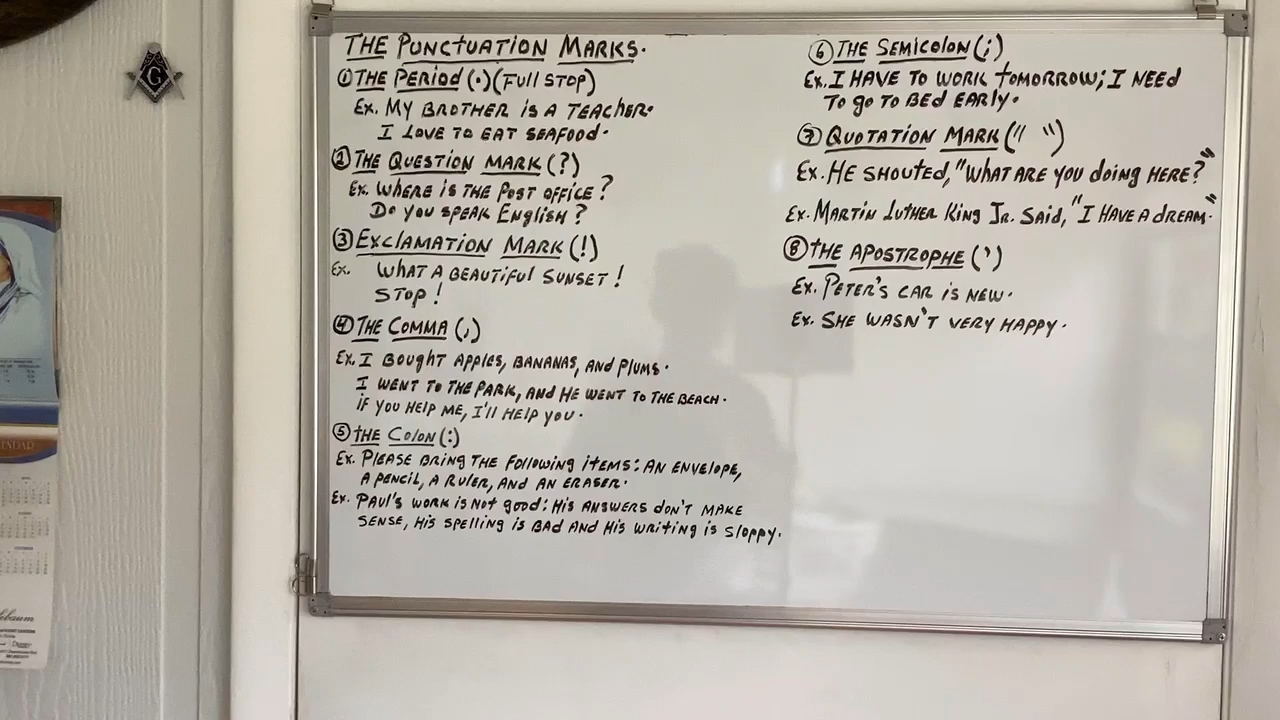 THE PUNCTUATION MARKS.
① THE PERIOD (.) (FULL STOP)
EX. MY BROTHER IS A TEACHER.
I LOVE TO EAT SEAFOOD.
② THE QUESTION MARK (?)
EX. WHERE IS THE POST OFFICE?
DO YOU SPEAK ENGLISH?
③ EXCLAMATION MARK (!)
EX. WHAT A BEAUTIFUL SUNSET!
STOP!
④ THE COMMA (,)
EX. I BOUGHT APPLES, BANANAS, AND PLUMS.
I WENT TO THE PARK, AND HE WENT TO THE BEACH.
IF YOU HELP ME, I'LL HELP YOU.
⑤ THE COLON (:)
EX. PLEASE BRING THE FOLLOWING ITEMS: AN ENVELOPE,
A PENCIL, A RULER, AND AN ERASER.
EX. PAUL'S WORK IS NOT GOOD: HIS ANSWERS DON'T MAKE
SENSE, HIS SPELLING IS BAD AND HIS WRITING IS SLOPPY.
⑥ THE SEMICOLON (;)
EX. I HAVE TO WORK TOMORROW; I NEED
TO GO TO BED EARLY.
⑦ QUOTATION MARK (" ")
EX. HE SHOUTED, "WHAT ARE YOU DOING HERE?"
EX. MARTIN LUTHER KING JR. SAID, "I HAVE A DREAM."
⑧ THE APOSTROPHE (')
EX. PETER'S CAR IS NEW.
EX. SHE WASN'T VERY HAPPY.
G